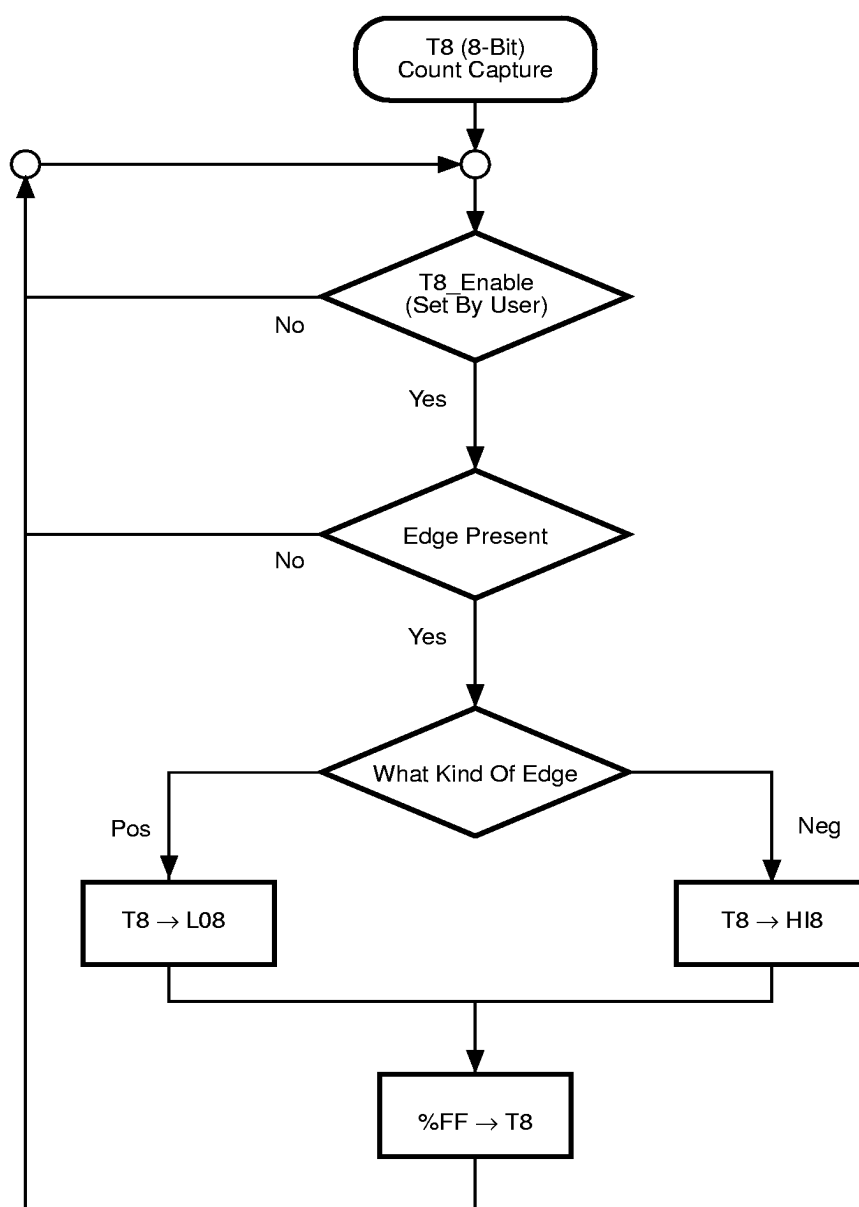 T8 (8-Bit)
Count Capture
T8_Enable
(Set By User)
No
Yes
Edge Present
No
Yes
What Kind Of Edge
Pos
Neg
T8 → L08
T8 → HI8
%FF → T8